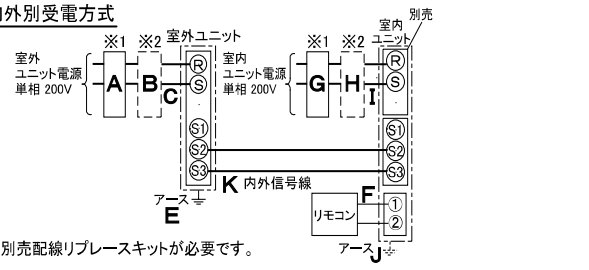 外別受電方式
※1
※2
室外ユニット
室外
ユニット電源
単相 200V
A
B
C
R
S
S1
S2
S3
アース
E
※1
※2
室内
ユニット
別売
室内
ユニット電源
単相 200V
G
H
I
R
S
S1
S2
S3
K 内外信号線
F
リモコン
①
②
アース
J
別売配線リプレースキットが必要です。